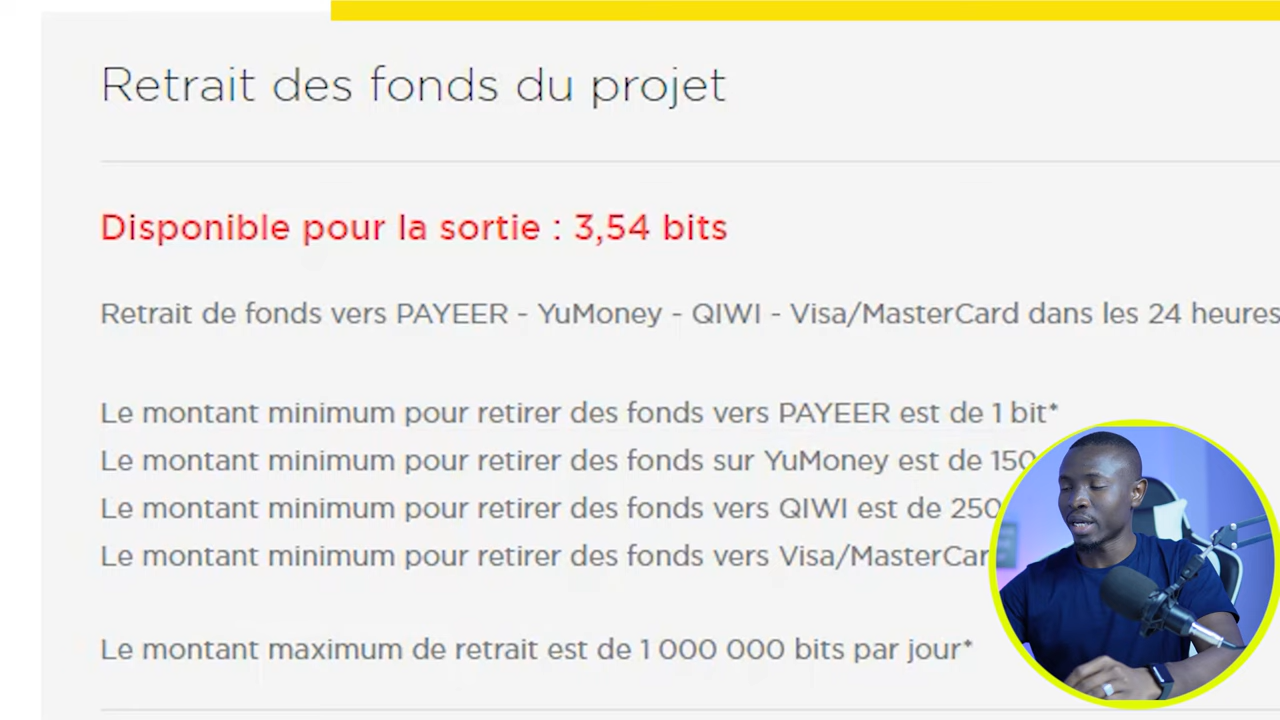 Retrait des fonds du projet
Disponible pour la sortie : 3,54 bits
Retrait de fonds vers PAYEER - YuMoney - QIWI - Visa/MasterCard dans les 24 heures
Le montant minimum pour retirer des fonds vers PAYEER est de 1 bit*
Le montant minimum pour retirer des fonds sur YuMoney est de 150
Le montant minimum pour retirer des fonds vers QIWI est de 250
Le montant minimum pour retirer des fonds vers
Le montant maximum de retrait est de 1 000 000 bits par jour*